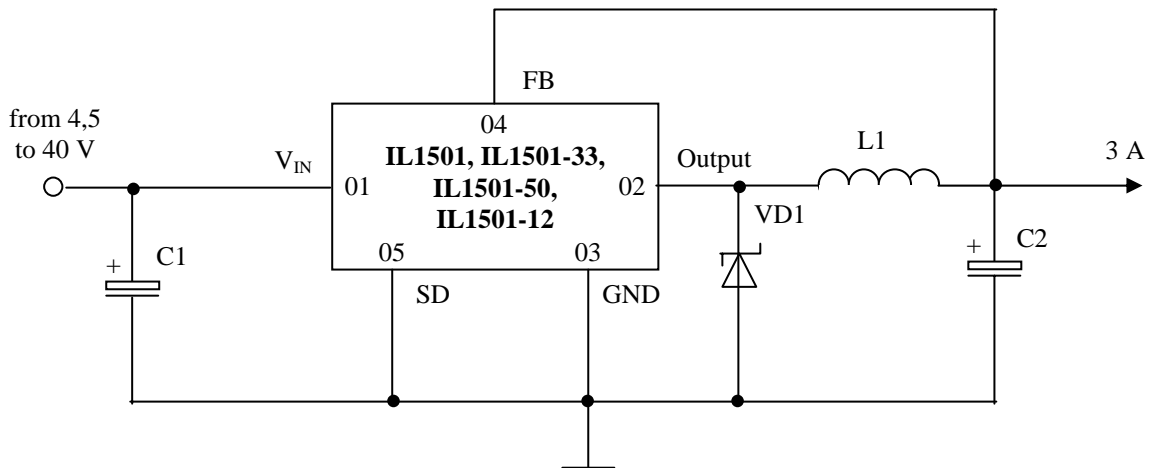 FB
from 4,5
to 40 V
04
V_IN
IL1501, IL1501-33,
Output
L1
3 A
01
IL1501-50,
02
IL1501-12
VD1
C1
+
05
03
+
C2
SD
GND